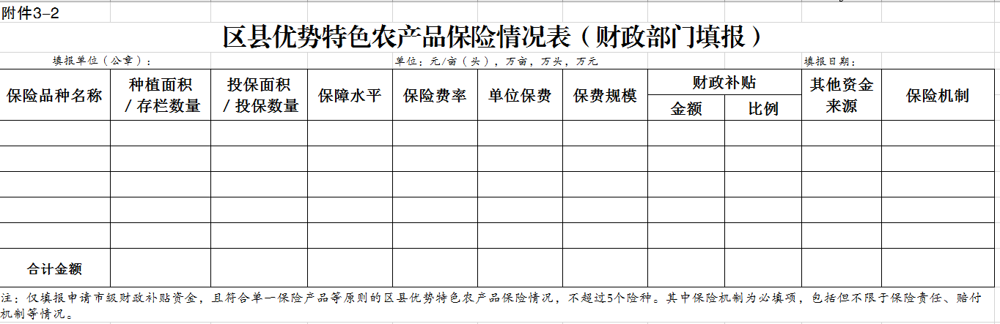 附件3-2
区县优势特色农产品保险情况表（财政部门填报）
填报单位（公章）： 单位：元/亩（头），万亩，万头，万元 填报日期：
保险品种名称
种植面积
/存栏数量
投保面积
/投保数量
保障水平
保险费率
单位保费
保费规模
财政补贴
金额
比例
其他资金
来源
保险机制
合计金额
注：仅填报申请市级财政补贴资金，且符合单一保险产品等原则的区县优势特色农产品保险情况，不超过5个险种。其中保险机制为必填项，包括但不限于保险责任、赔付
机制等情况。